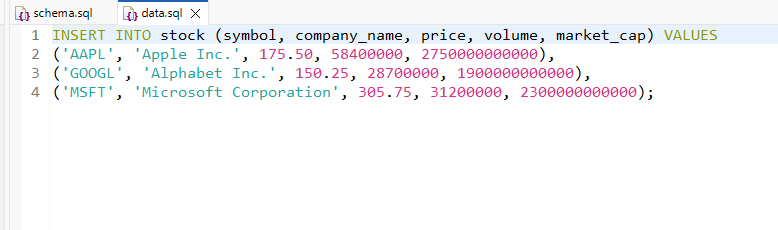 schema.sql data.sql
1 INSERT INTO stock (symbol, company_name, price, volume, market_cap) VALUES
2 ('AAPL', 'Apple Inc.', 175.50, 58400000, 2750000000000),
3 ('GOOGL', 'Alphabet Inc.', 150.25, 28700000, 1900000000000),
4 ('MSFT', 'Microsoft Corporation', 305.75, 31200000, 2300000000000);